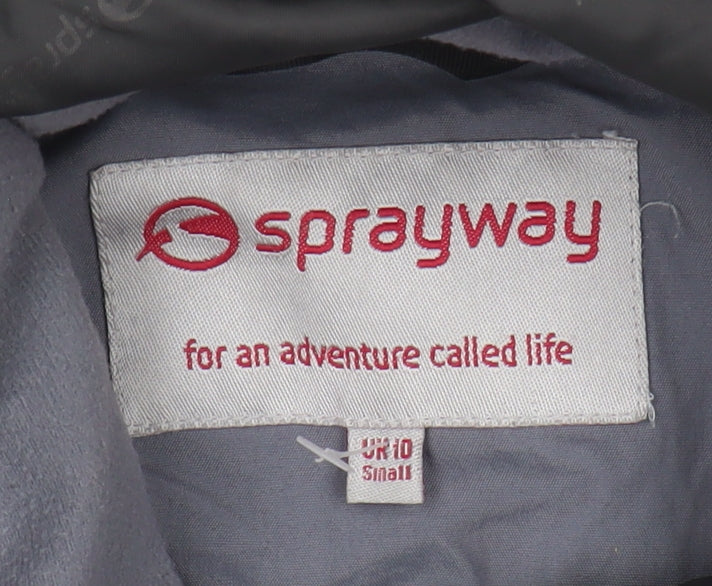 sprayway
for an adventure called life
UK 10
Small